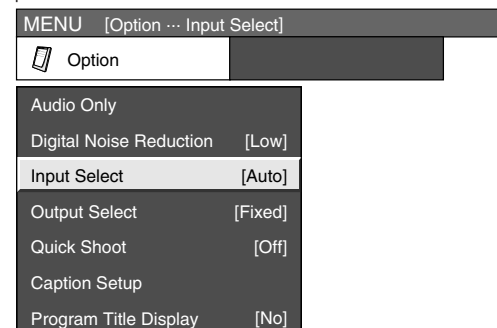 MENU [Option ··· Input Select]
Option
Audio Only
Digital Noise Reduction [Low]
Input Select [Auto]
Output Select [Fixed]
Quick Shoot [Off]
Caption Setup
Program Title Display [No]